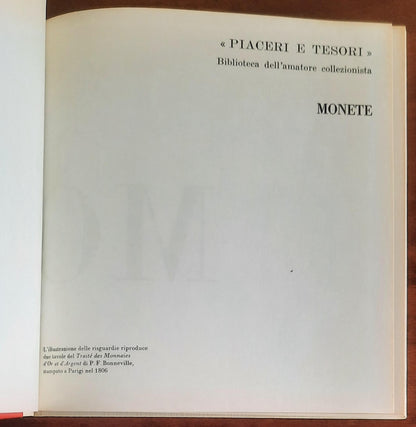 « PIACERI E TESORI »
Biblioteca dell'amatore collezionista
MONETE
L'illustrazione delle risguardie riproduce
due tavole del Traité des Monnaies
d'Or et d'Argent di P. F. Bonneville,
stampato a Parigi nel 1806